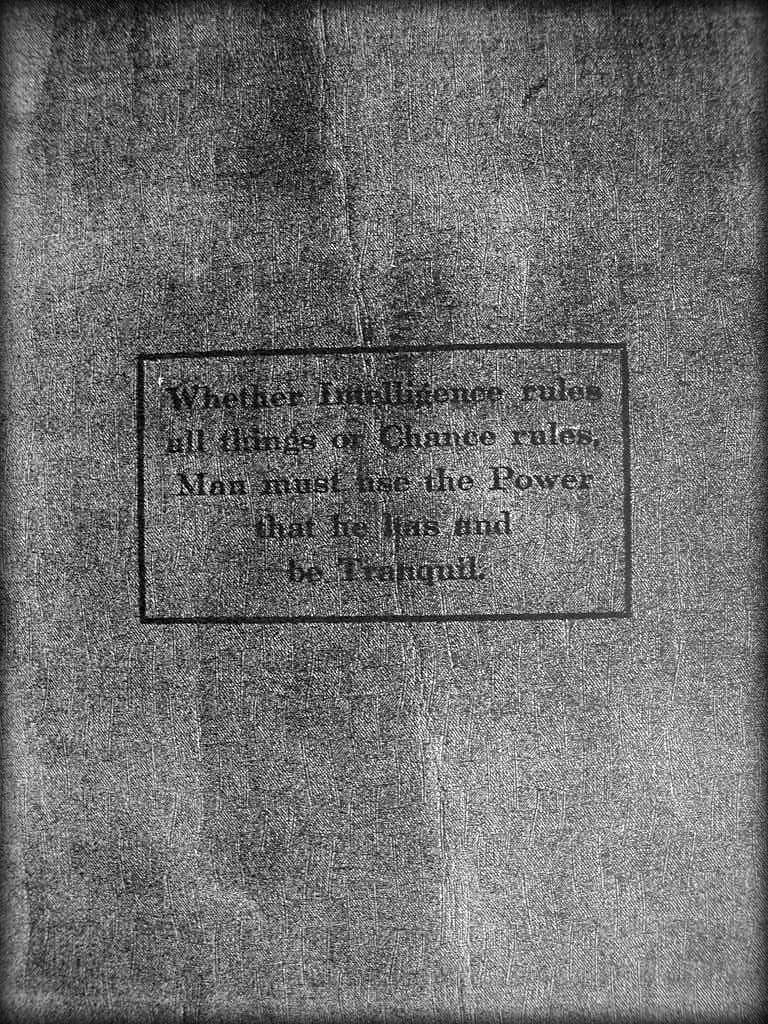 Whether Intelligence rules
all things or Chance rules,
Man must use the Power
that he has and
be Tranquil.